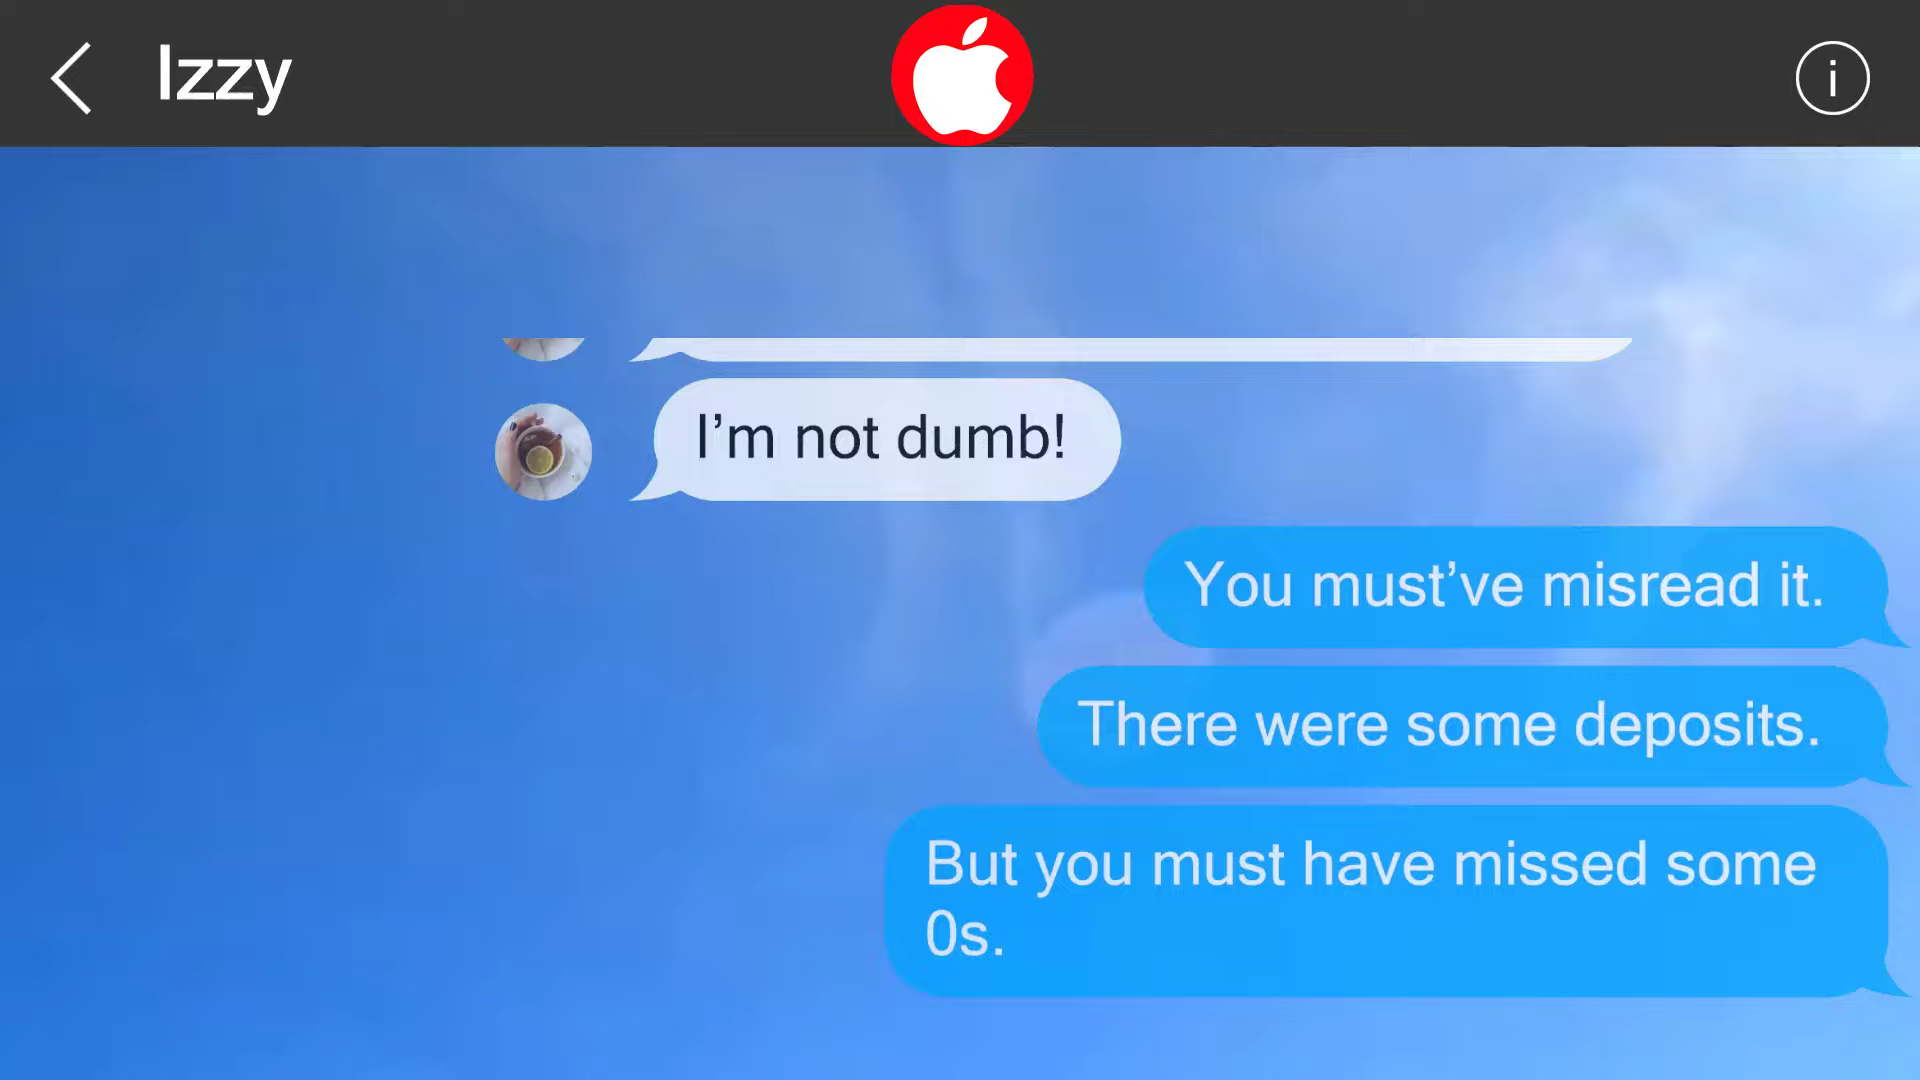 Izzy
I’m not dumb!
You must’ve misread it.
There were some deposits.
But you must have missed some
0s.